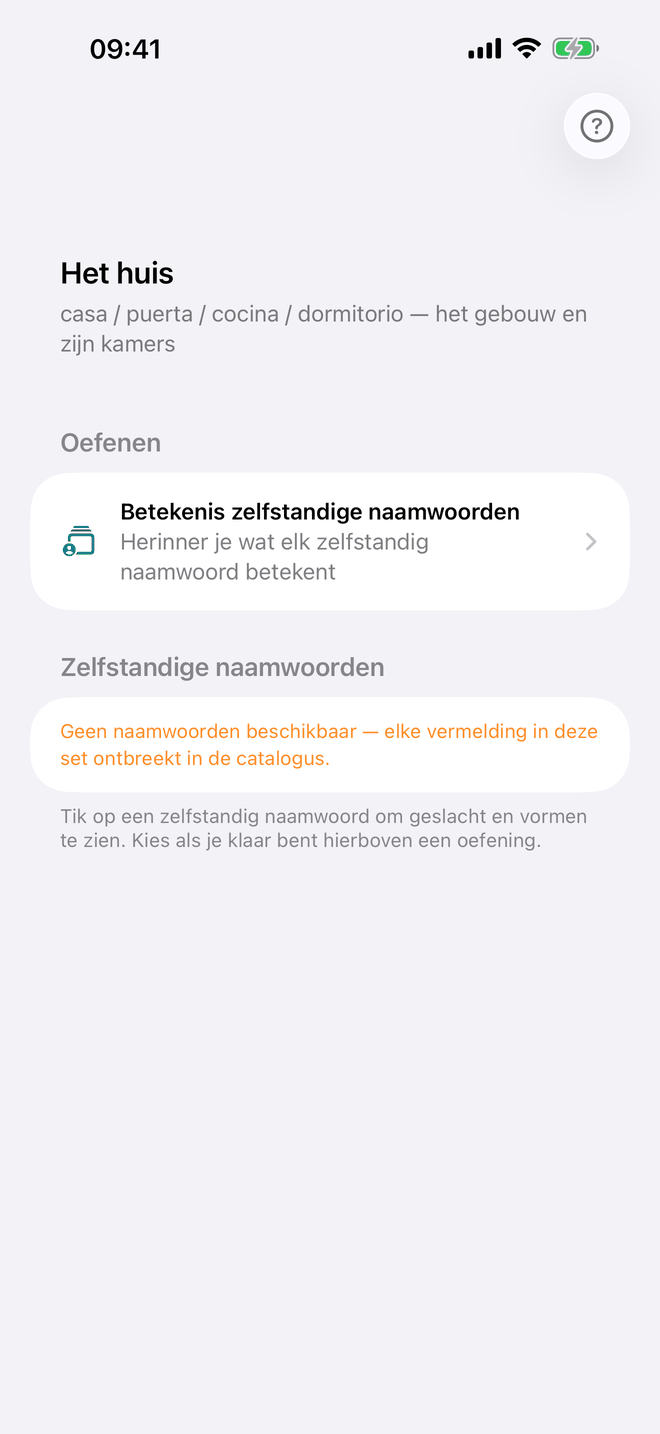 09:41
Het huis
casa / puerta / cocina / dormitorio — het gebouw en
zijn kamers
Oefenen
Betekenis zelfstandige naamwoorden
Herinner je wat elk zelfstandig
naamwoord betekent
Zelfstandige naamwoorden
Geen naamwoorden beschikbaar — elke vermelding in deze
set ontbreekt in de catalogus.
Tik op een zelfstandig naamwoord om geslacht en vormen
te zien. Kies als je klaar bent hierboven een oefening.